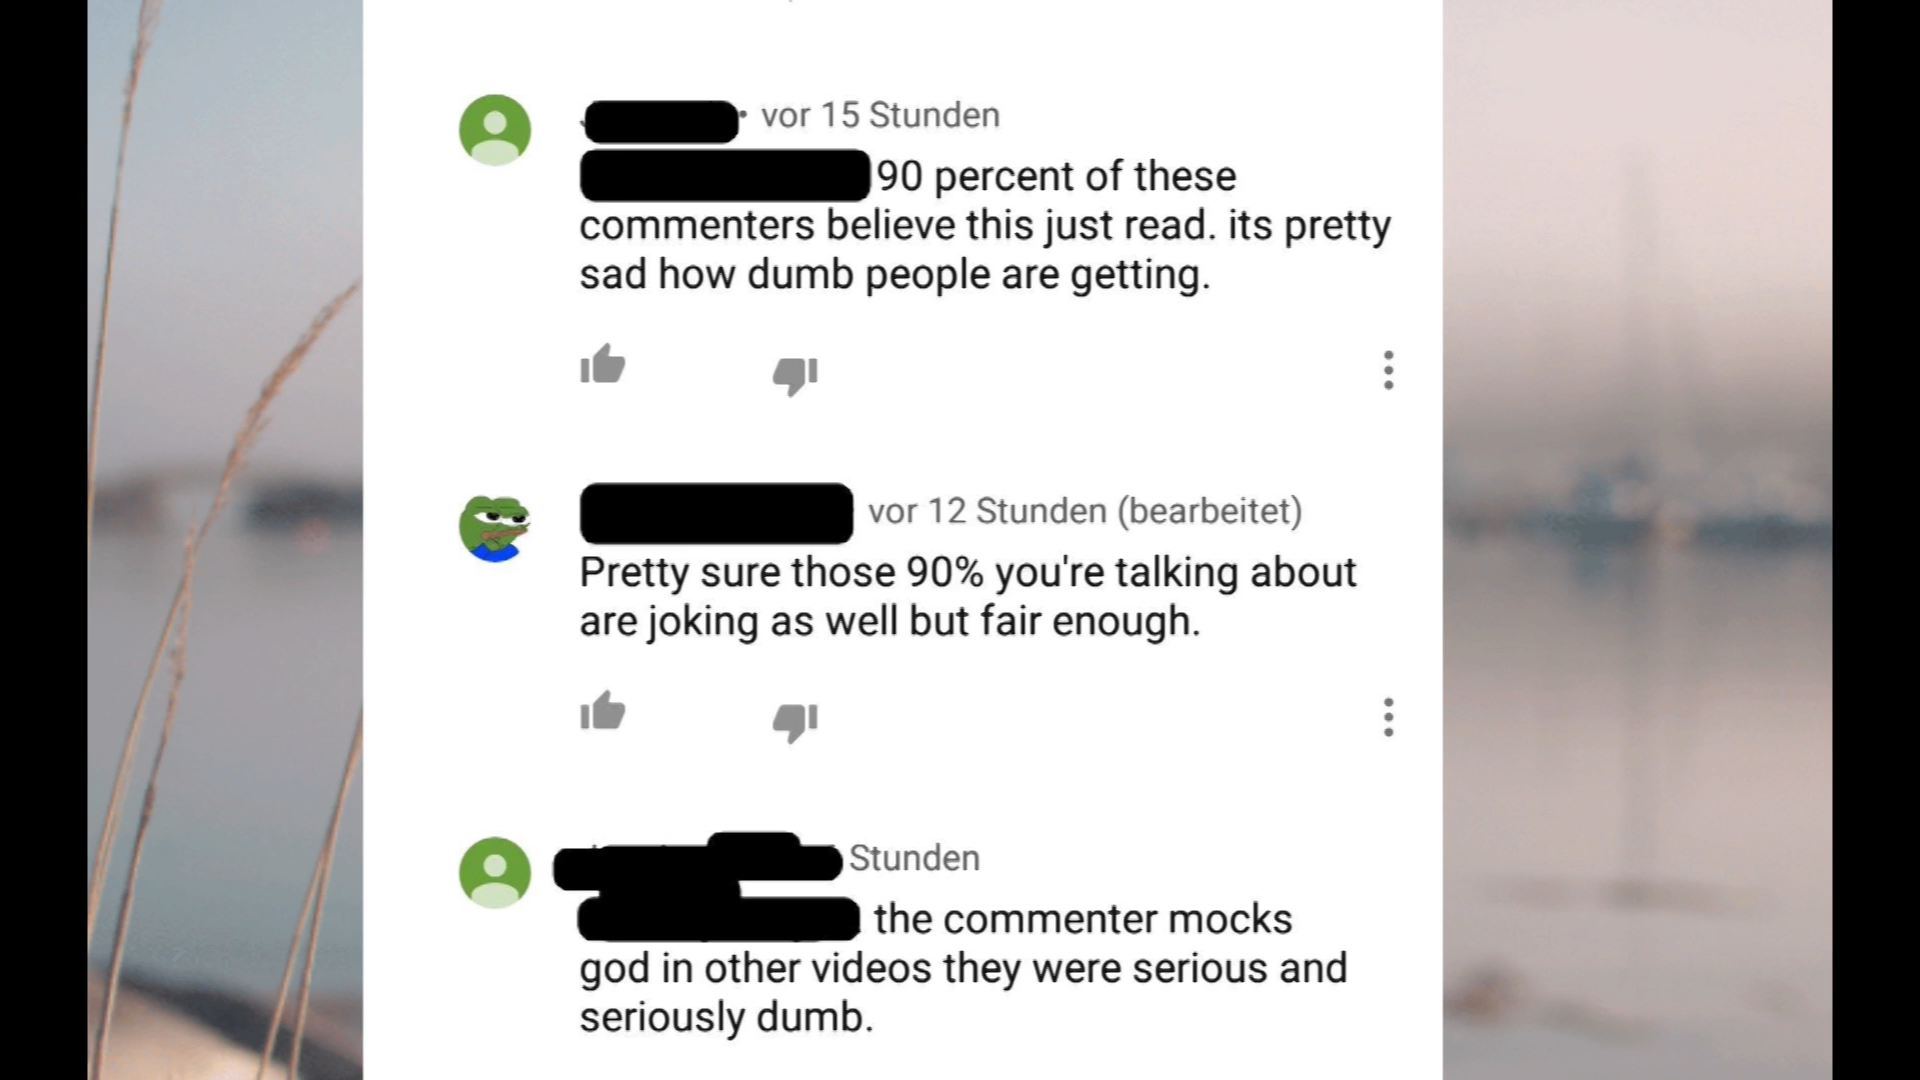 vor 15 Stunden
90 percent of these
commenters believe this just read. its pretty
sad how dumb people are getting.
vor 12 Stunden (bearbeitet)
Pretty sure those 90% you're talking about
are joking as well but fair enough.
Stunden
the commenter mocks
god in other videos they were serious and
seriously dumb.